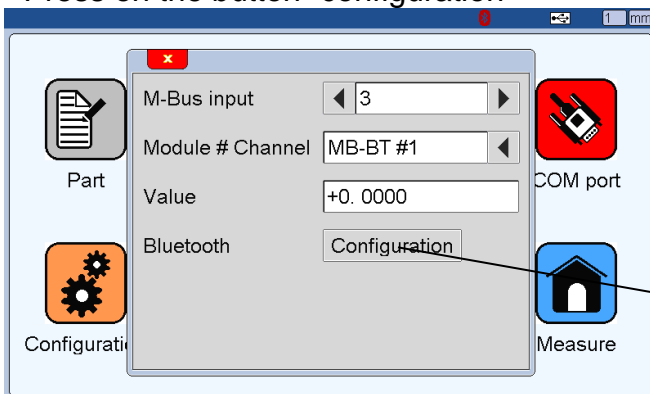 Press on the button "configuration"
0 1 mm
x
M-Bus input 3
Module # Channel MB-BT #1
Part COM port
Value +0. 0000
Bluetooth Configuration
Configurati Measure